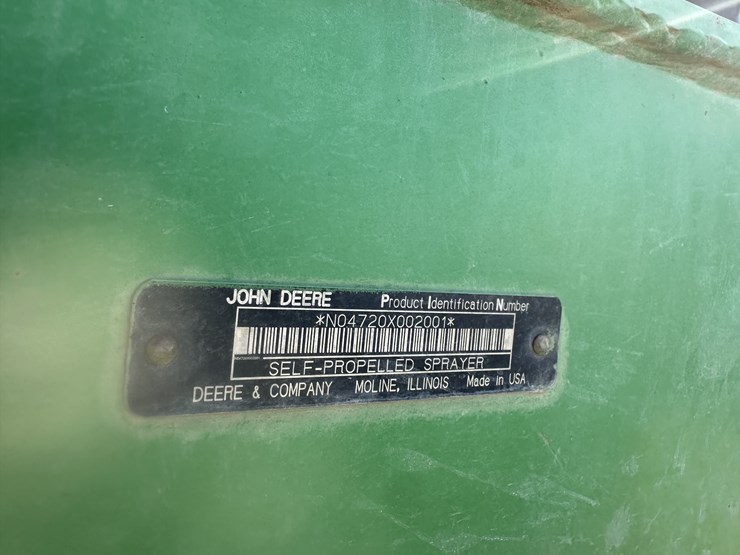 JOHN DEERE Product Identification Number
*N04720X002001*
SELF-PROPELLED SPRAYER
DEERE & COMPANY MOLINE, ILLINOIS Made in USA